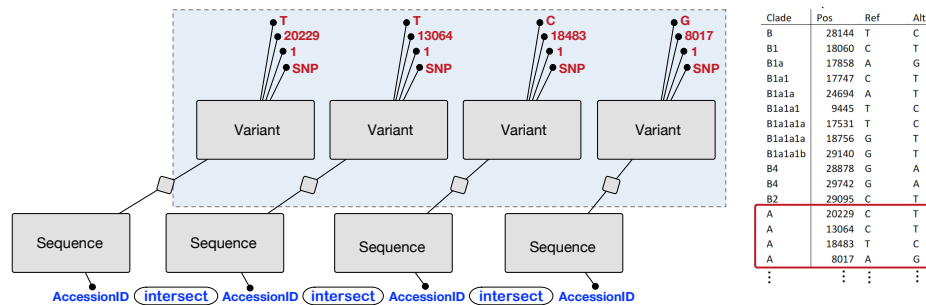 T T C G
20229 13064 18483 8017
1 1 1 1
SNP SNP SNP SNP
Variant Variant Variant Variant
Sequence Sequence Sequence Sequence
AccessionID intersect AccessionID intersect AccessionID intersect AccessionID
Clade Pos Ref Alt
B 28144 T C
B1 18060 C T
B1a 17858 A G
B1a1 17747 C T
B1a1a 24694 A T
B1a1a1 9445 T C
B1a1a1a 17531 T C
B1a1a1a 18756 G T
B1a1a1b 29140 G T
B4 28878 G A
B4 29742 G A
B2 29095 C T
A 20229 C T
A 13064 C T
A 18483 T C
A 8017 A G